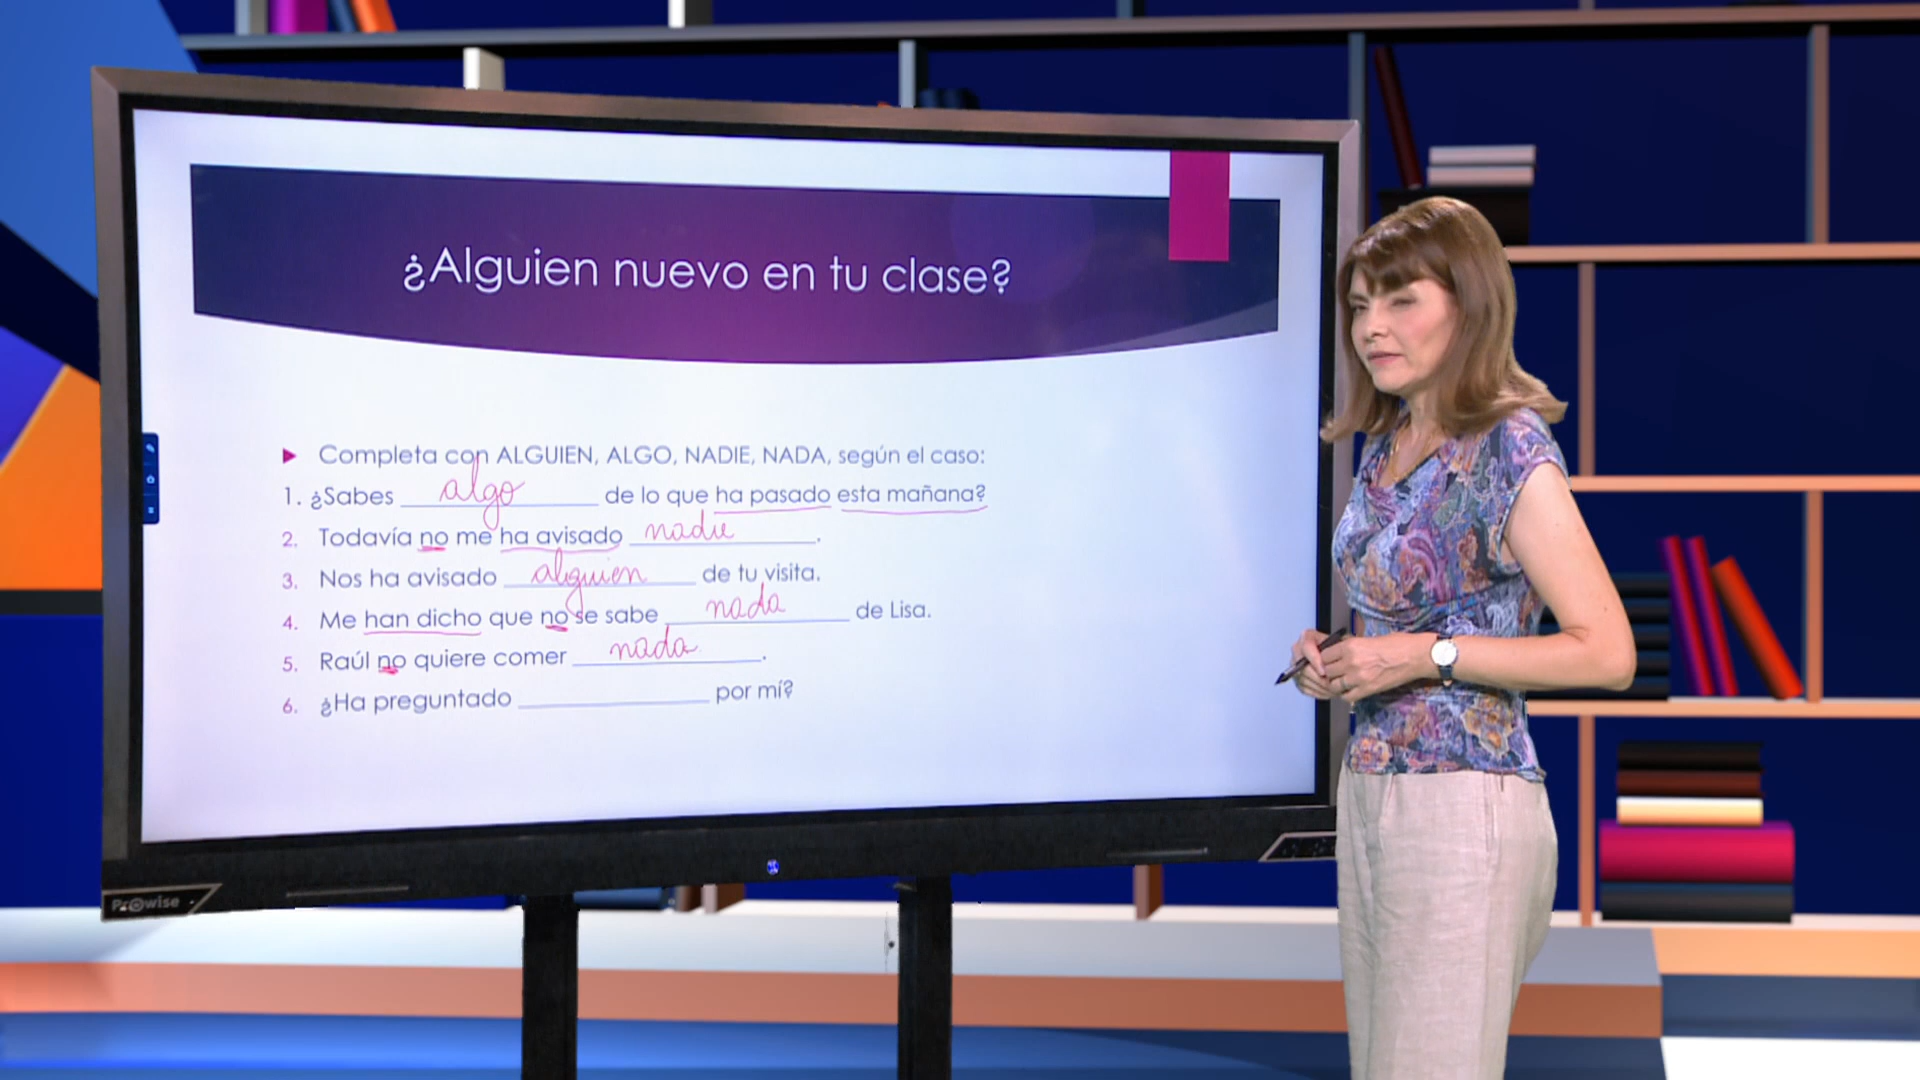 ¿Alguien nuevo en tu clase?
Completa con ALGUIEN, ALGO, NADIE, NADA, según el caso:
1. ¿Sabes algo de lo que ha pasado esta mañana?
2. Todavía no me ha avisado nadie.
3. Nos ha avisado alguien de tu visita.
4. Me han dicho que no se sabe nada de Lisa.
5. Raúl no quiere comer nada.
6. ¿Ha preguntado ____________ por mí?
Prowise